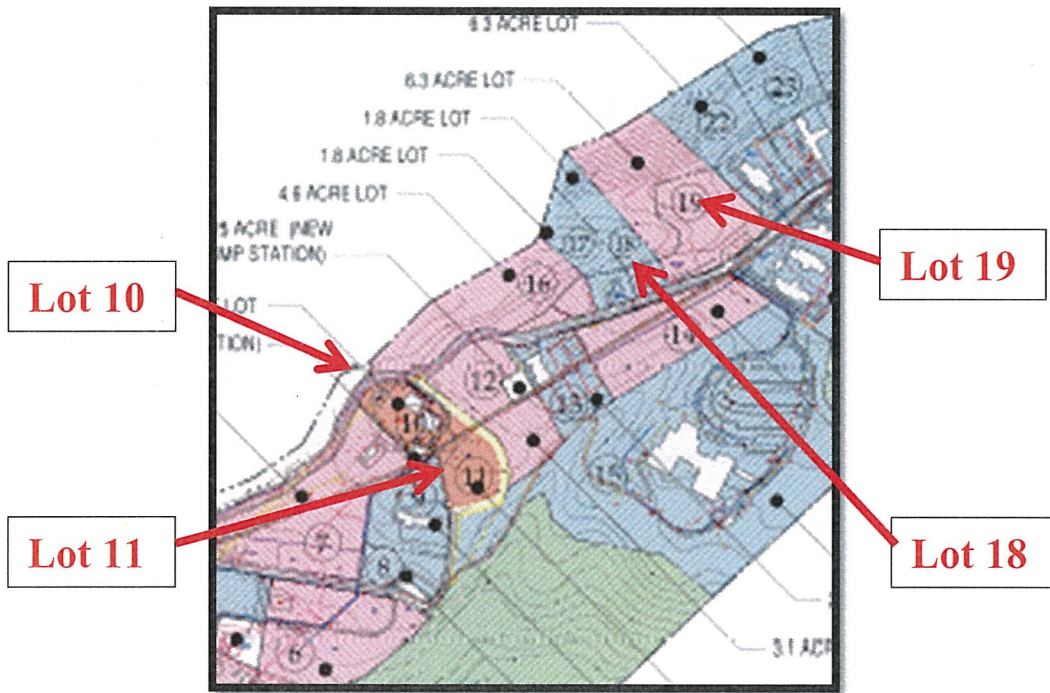 6.3 ACRE LOT
6.3 ACRE LOT
1.8 ACRE LOT
1.8 ACRE LOT
4.6 ACRE LOT
ACRE (NEW
STATION)
LOT
Lot 10
Lot 11
Lot 18
Lot 19
23
22
19
18
17
16
14
12
13
10
11
15
7
8
6
3.1